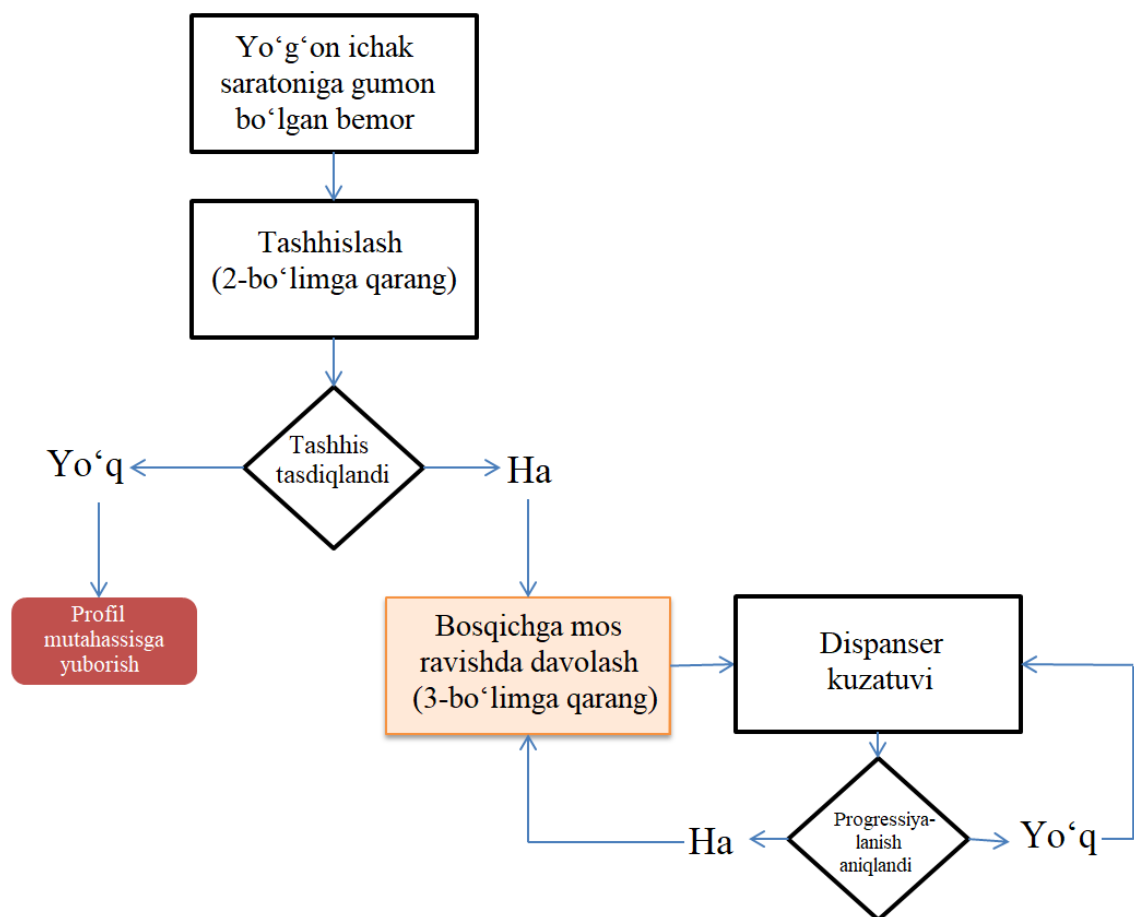 Yo‘g‘on ichak
saratoniga gumon
bo‘lgan bemor
Tashhislash
(2-bo‘limga qarang)
Tashhis
tasdiqlandi
Yo‘q
Ha
Profil
mutahassisga
yuborish
Bosqichga mos
ravishda davolash
(3-bo‘limga qarang)
Dispanser
kuzatuvi
Progressiya-
lanish
aniqlandi
Ha
Yo‘q